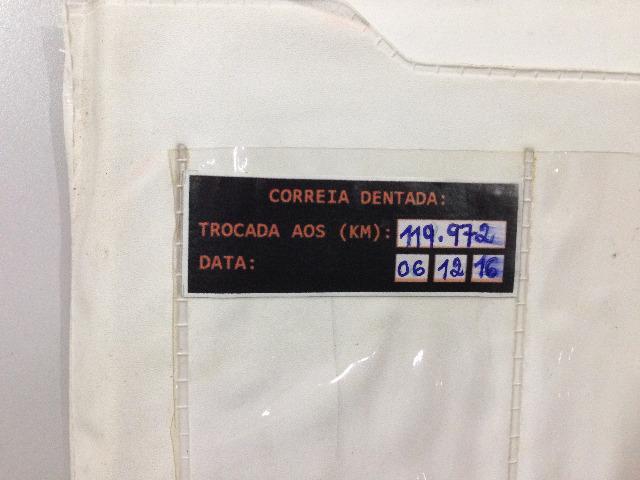 CORREIA DENTADA:
TROCADA AOS (KM): 119.972
DATA: 06 12 16